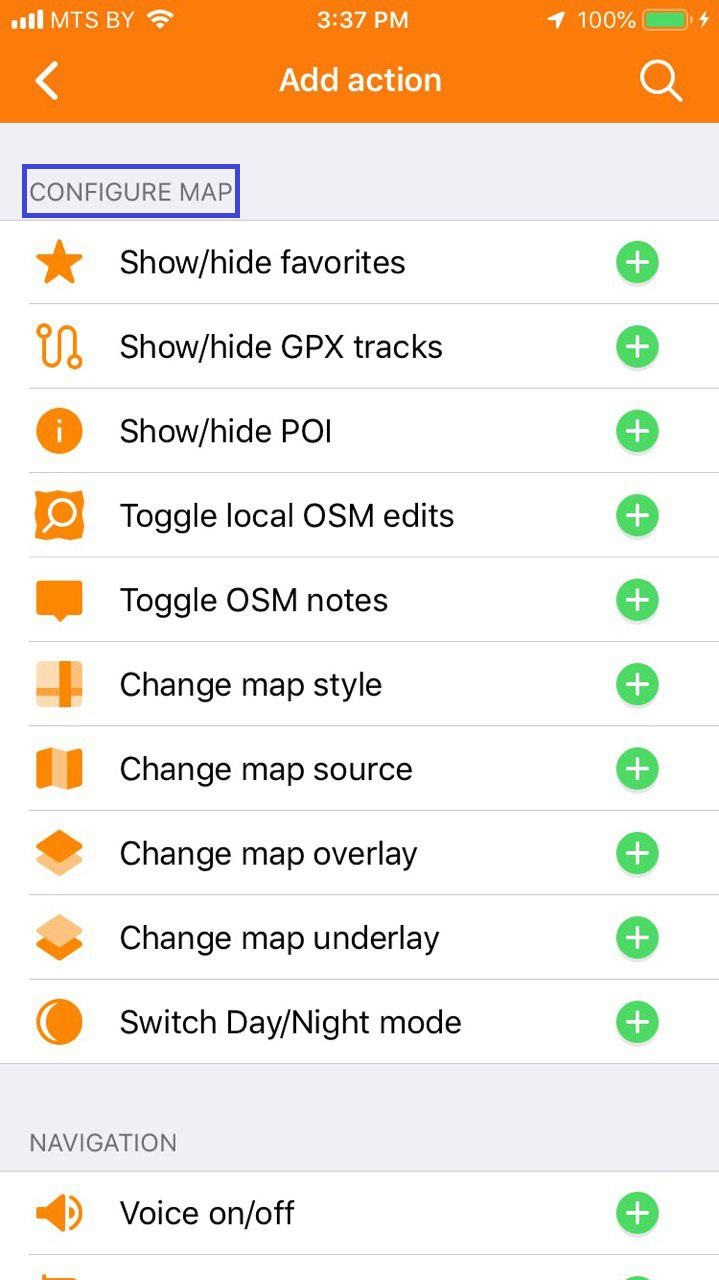 MTS BY 3:37 PM 100%
Add action
CONFIGURE MAP
Show/hide favorites
Show/hide GPX tracks
Show/hide POI
Toggle local OSM edits
Toggle OSM notes
Change map style
Change map source
Change map overlay
Change map underlay
Switch Day/Night mode
NAVIGATION
Voice on/off